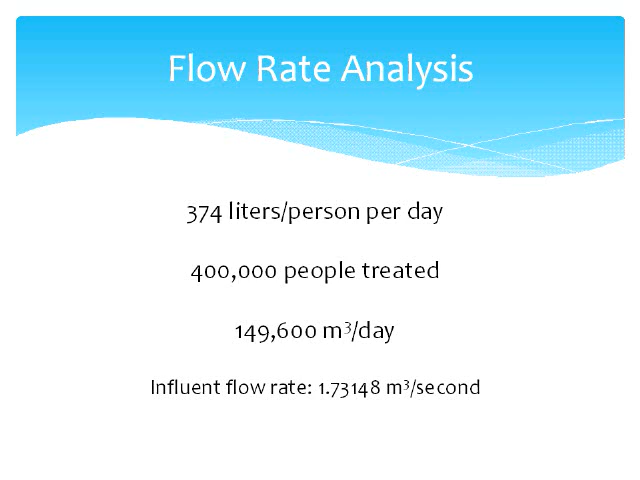 Flow Rate Analysis
374 liters/person per day
400,000 people treated
149,600 m³/day
Influent flow rate: 1.73148 m³/second